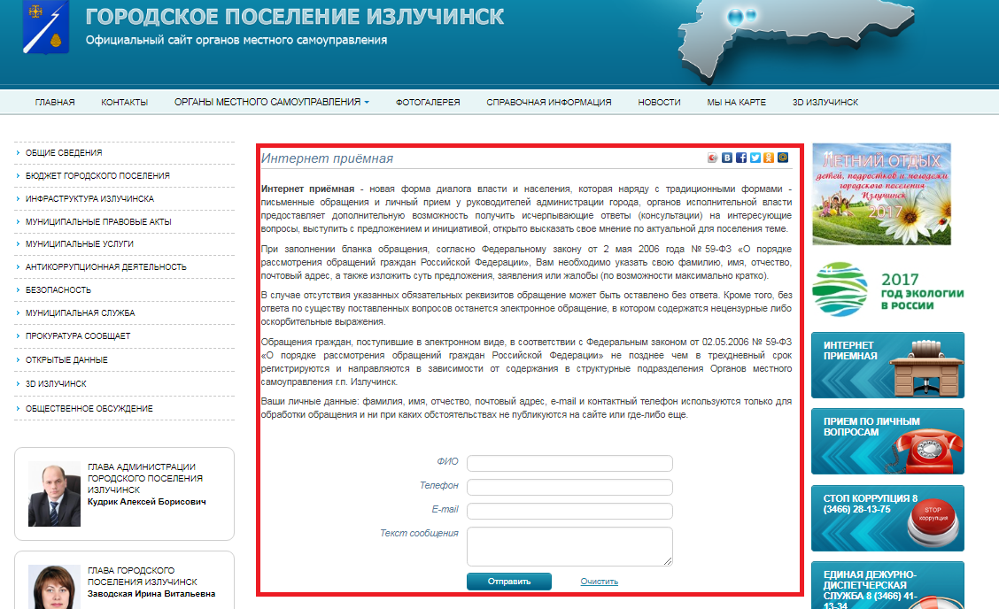 ГОРОДСКОЕ ПОСЕЛЕНИЕ ИЗЛУЧИНСК
Официальный сайт органов местного самоуправления
ГЛАВНАЯ КОНТАКТЫ ОРГАНЫ МЕСТНОГО САМОУПРАВЛЕНИЯ ФОТОГАЛЕРЕЯ СПРАВОЧНАЯ ИНФОРМАЦИЯ НОВОСТИ МЫ НА КАРТЕ 3D ИЗЛУЧИНСК
ОБЩИЕ СВЕДЕНИЯ
БЮДЖЕТ ГОРОДСКОГО ПОСЕЛЕНИЯ
ИНФРАСТРУКТУРА ИЗЛУЧИНСКА
МУНИЦИПАЛЬНЫЕ ПРАВОВЫЕ АКТЫ
МУНИЦИПАЛЬНЫЕ УСЛУГИ
АНТИКОРРУПЦИОННАЯ ДЕЯТЕЛЬНОСТЬ
БЕЗОПАСНОСТЬ
МУНИЦИПАЛЬНАЯ СЛУЖБА
ПРОКУРАТУРА СООБЩАЕТ
ОТКРЫТЫЕ ДАННЫЕ
3D ИЗЛУЧИНСК
ОБЩЕСТВЕННОЕ ОБСУЖДЕНИЕ
ГЛАВА АДМИНИСТРАЦИИ
ГОРОДСКОГО ПОСЕЛЕНИЯ
ИЗЛУЧИНСК
Кудрик Алексей Борисович
ГЛАВА ГОРОДСКОГО
ПОСЕЛЕНИЯ ИЗЛУЧИНСК
Заводская Ирина Витальевна
Интернет приёмная
Интернет приёмная - новая форма диалога власти и населения, которая наряду с традиционными формами -
письменные обращения и личный прием у руководителей администрации города, органов исполнительной власти
предоставляет дополнительную возможность получить исчерпывающие ответы (консультации) на интересующие
вопросы, выступить с предложением и инициативой, открыто высказать свое мнение по актуальной для поселения теме.
При заполнении бланка обращения, согласно Федеральному закону от 2 мая 2006 года №59-ФЗ «О порядке
рассмотрения обращений граждан Российской Федерации», Вам необходимо указать свою фамилию, имя, отчество,
почтовый адрес, а также изложить суть предложения, заявления или жалобы (по возможности максимально кратко).
В случае отсутствия указанных обязательных реквизитов обращение может быть оставлено без ответа. Кроме того, без
ответа по существу поставленных вопросов останется электронное обращение, в котором содержатся нецензурные либо
оскорбительные выражения.
Обращения граждан, поступившие в электронном виде, в соответствии с Федеральным законом от 02.05.2006 №59-ФЗ
«О порядке рассмотрения обращений граждан Российской Федерации» не позднее чем в трехдневный срок
регистрируются и направляются в зависимости от содержания в структурные подразделения Органов местного
самоуправления г.п. Излучинск.
Ваши личные данные: фамилия, имя, отчество, почтовый адрес, e-mail и контактный телефон используются только для
обработки обращения и ни при каких обстоятельствах не публикуются на сайте или где-либо еще.
ФИО
Телефон
E-mail
Текст сообщения
Отправить Очистить
ЛЕТНИЙ ОТДЫХ
детей, подростков и молодежи
городского поселения
Излучинск
2017
2017
ГОД ЭКОЛОГИИ
В РОССИИ
ИНТЕРНЕТ
ПРИЕМНАЯ
ПРИЕМ ПО ЛИЧНЫМ
ВОПРОСАМ
СТОП КОРРУПЦИЯ 8
(3466) 28-13-75
STOP
коррупция
ЕДИНАЯ ДЕЖУРНО-
ДИСПЕТЧЕРСКАЯ
СЛУЖБА 8 (3466) 41-
13-34